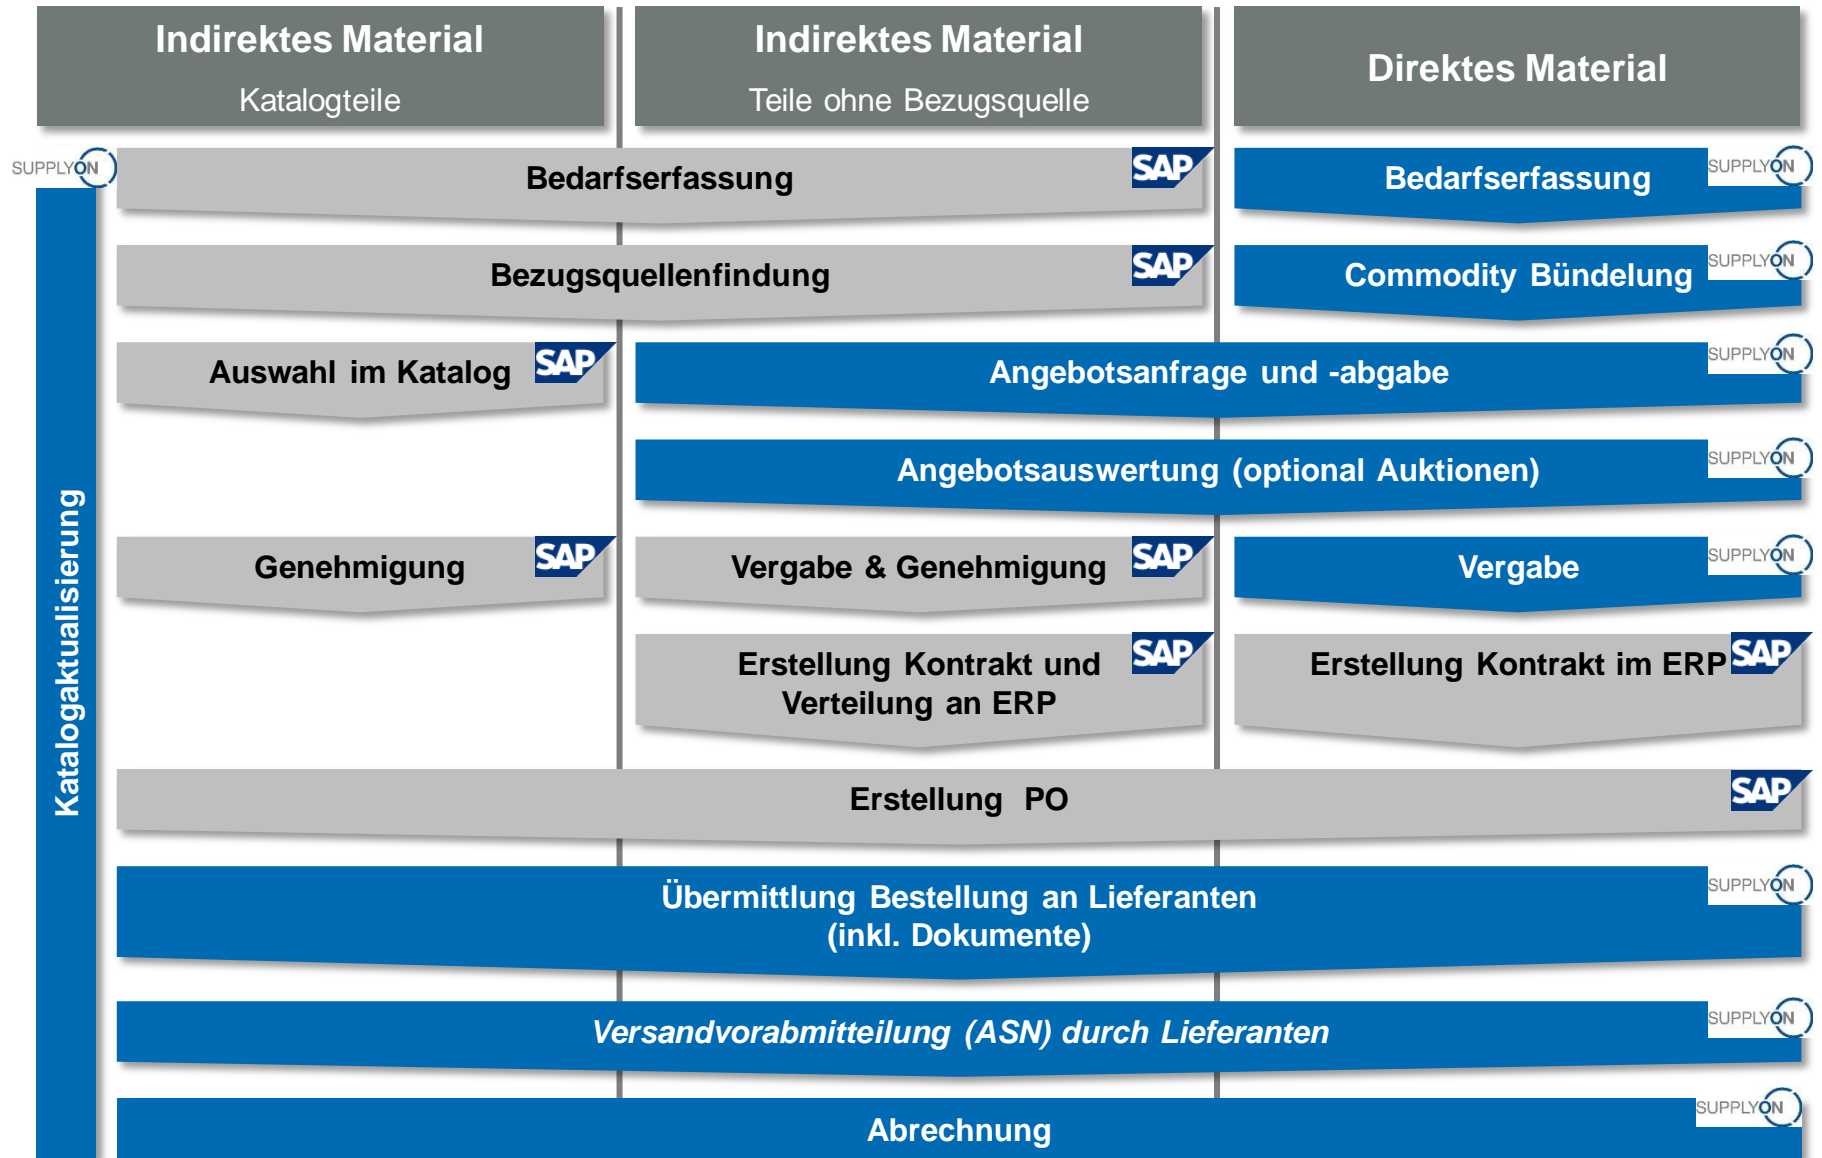 Indirektes Material
Katalogteile
Indirektes Material
Teile ohne Bezugsquelle
Direktes Material
SUPPLYON
Bedarfserfassung
SAP
Bedarfserfassung
SUPPLYON
Bezugsquellenfindung
SAP
Commodity Bündelung
SUPPLYON
Auswahl im Katalog
SAP
Angebotsanfrage und -abgabe
SUPPLYON
Angebotsauswertung (optional Auktionen)
SUPPLYON
Katalogaktualisierung
Genehmigung
SAP
Vergabe & Genehmigung
SAP
Vergabe
SUPPLYON
Erstellung Kontrakt und
Verteilung an ERP
SAP
Erstellung Kontrakt im ERP
SAP
Erstellung PO
SAP
Übermittlung Bestellung an Lieferanten
(inkl. Dokumente)
SUPPLYON
Versandvorabmitteilung (ASN) durch Lieferanten
SUPPLYON
Abrechnung
SUPPLYON